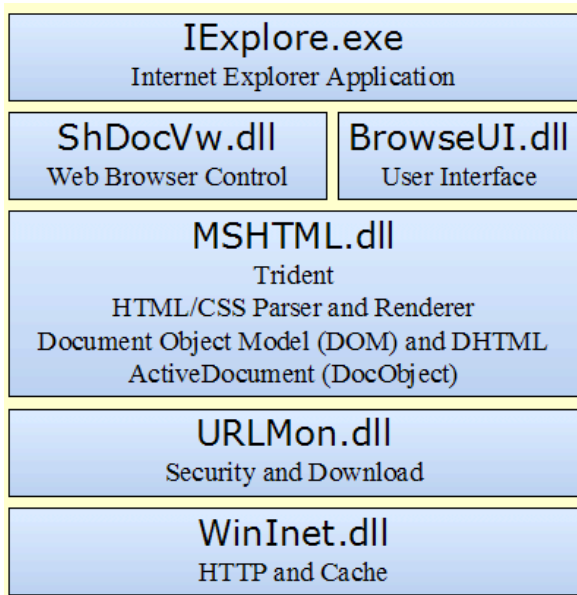 IExplore.exe
Internet Explorer Application
ShDocVw.dll
Web Browser Control
BrowseUI.dll
User Interface
MSHTML.dll
Trident
HTML/CSS Parser and Renderer
Document Object Model (DOM) and DHTML
ActiveDocument (DocObject)
URLMon.dll
Security and Download
WinInet.dll
HTTP and Cache